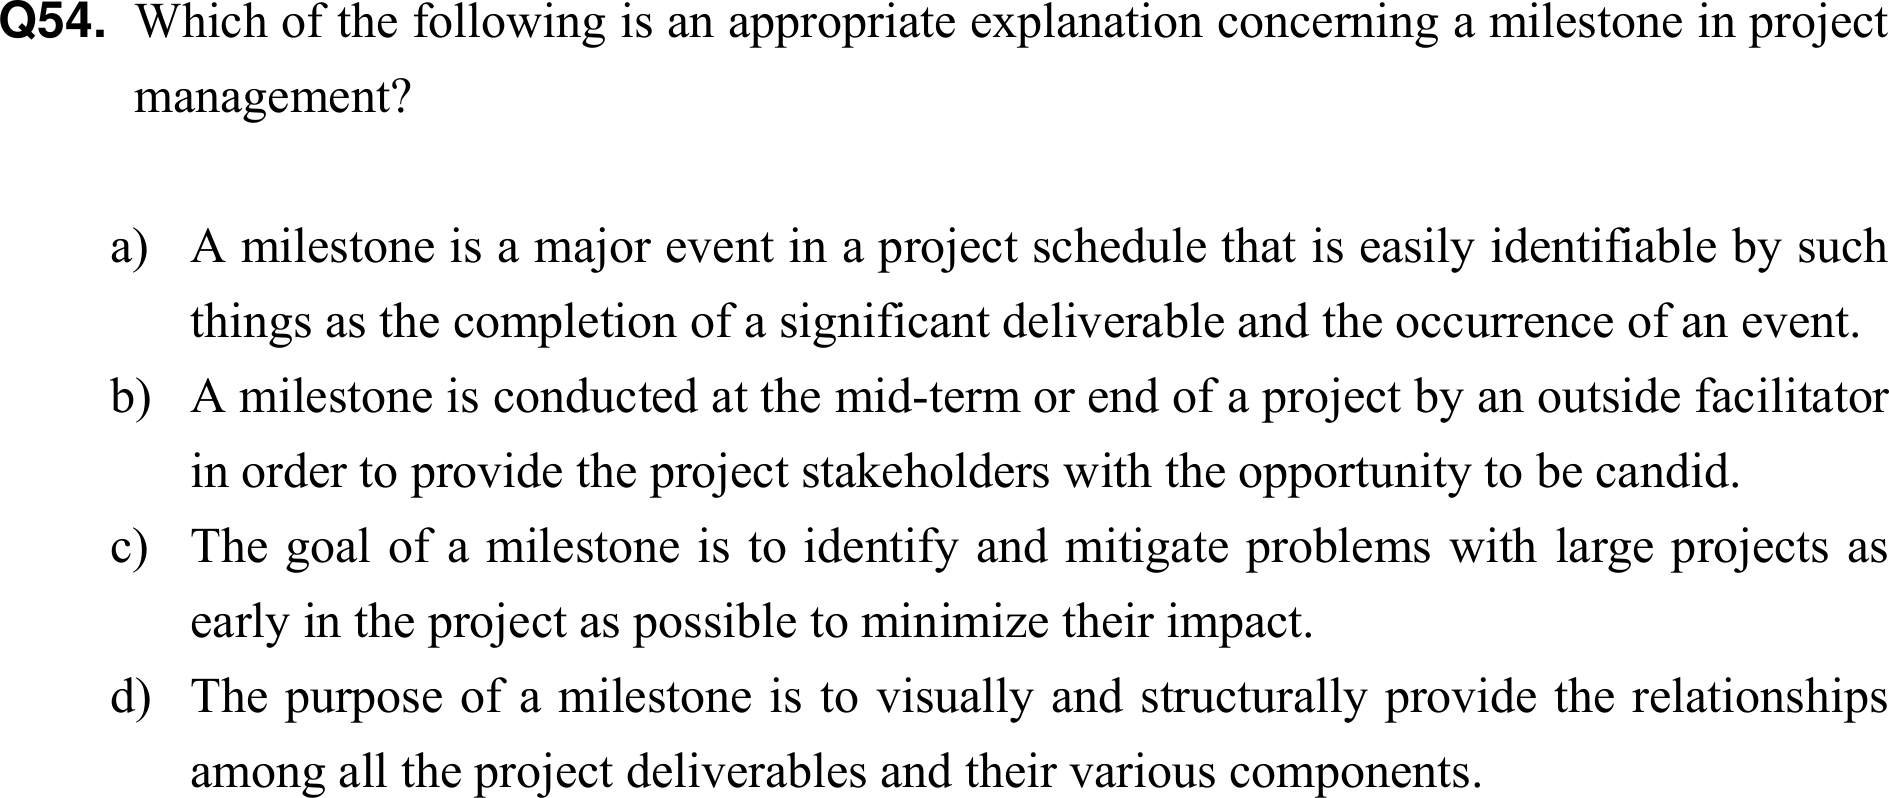 Q54. Which of the following is an appropriate explanation concerning a milestone in project
management?
a) A milestone is a major event in a project schedule that is easily identifiable by such
things as the completion of a significant deliverable and the occurrence of an event.
b) A milestone is conducted at the mid-term or end of a project by an outside facilitator
in order to provide the project stakeholders with the opportunity to be candid.
c) The goal of a milestone is to identify and mitigate problems with large projects as
early in the project as possible to minimize their impact.
d) The purpose of a milestone is to visually and structurally provide the relationships
among all the project deliverables and their various components.